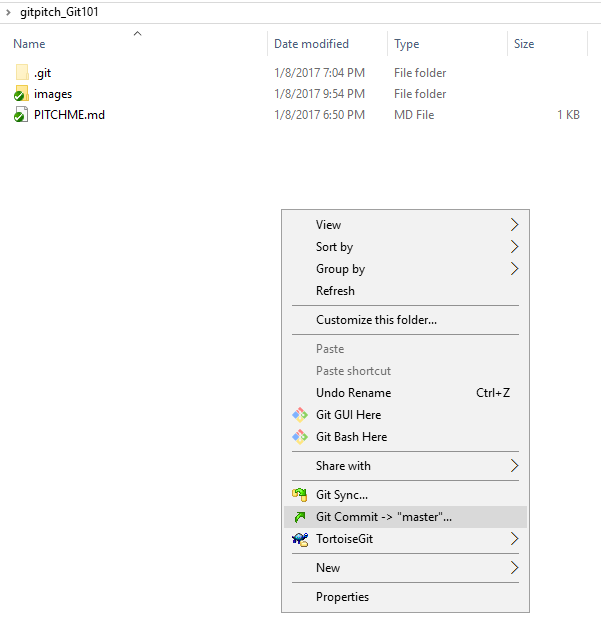 gitpitch_Git101
Name Date modified Type Size
.git 1/8/2017 7:04 PM File folder
images 1/8/2017 9:54 PM File folder
PITCHME.md 1/8/2017 6:50 PM MD File 1 KB
View
Sort by
Group by
Refresh
Customize this folder...
Paste
Paste shortcut
Undo Rename Ctrl+Z
Git GUI Here
Git Bash Here
Share with
Git Sync...
Git Commit -> "master"...
TortoiseGit
New
Properties